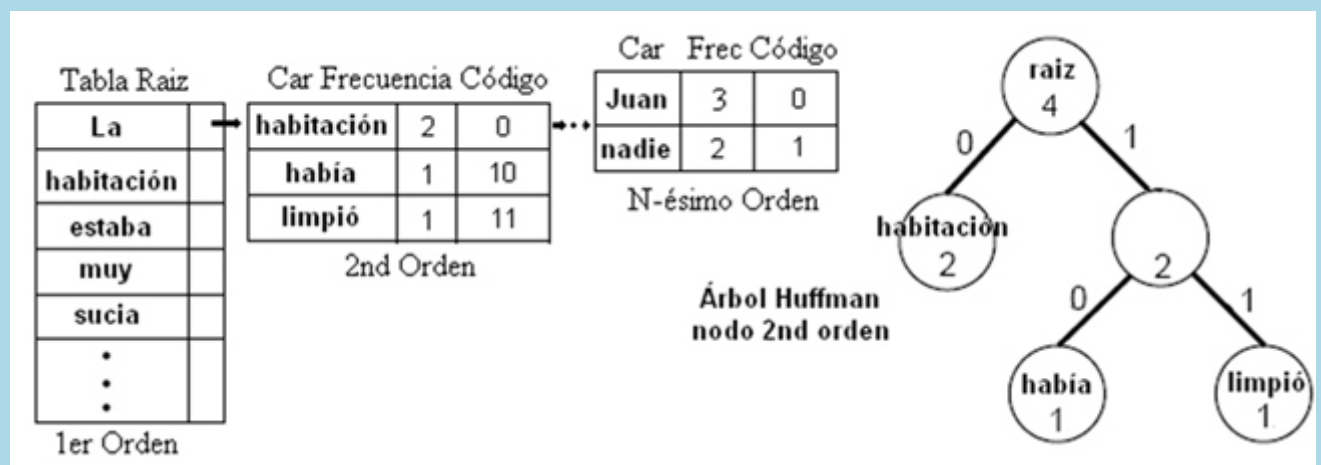 Tabla Raiz
La
habitación
estaba
muy
sucia
1er Orden
Car Frecuencia Código
habitación 2 0
había 1 10
limpió 1 11
2nd Orden
Car Frec Código
Juan 3 0
nadie 2 1
N-ésimo Orden
Árbol Huffman
nodo 2nd orden
raiz
4
0 1
habitación
2
2
0 1
había
1
limpió
1